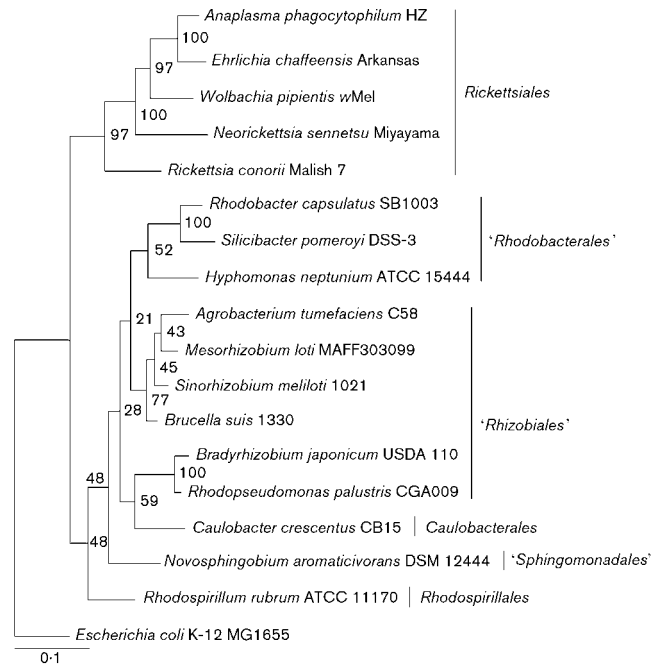 Anaplasma phagocytophilum HZ
100
Ehrlichia chaffeensis Arkansas
97
Wolbachia pipientis wMel
Rickettsiales
100
97
Neorickettsia sennetsu Miyayama
Rickettsia conorii Malish 7
Rhodobacter capsulatus SB1003
100
Silicibacter pomeroyi DSS-3
'Rhodobacterales'
52
Hyphomonas neptunium ATCC 15444
Agrobacterium tumefaciens C58
21
43
Mesorhizobium loti MAFF303099
45
Sinorhizobium meliloti 1021
77
28
Brucella suis 1330
'Rhizobiales'
Bradyrhizobium japonicum USDA 110
100
48
Rhodopseudomonas palustris CGA009
59
Caulobacter crescentus CB15
Caulobacterales
48
Novosphingobium aromaticivorans DSM 12444
'Sphingomonadales'
Rhodospirillum rubrum ATCC 11170
Rhodospirillales
Escherichia coli K-12 MG1655
0·1